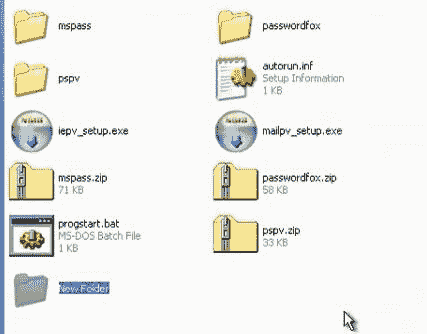 mspass
passwordfox
pspv
autorun.inf
Setup Information
1 KB
iepv_setup.exe
mailpv_setup.exe
mspass.zip
71 KB
passwordfox.zip
58 KB
progstart.bat
MS-DOS Batch File
1 KB
pspv.zip
33 KB
New Folder